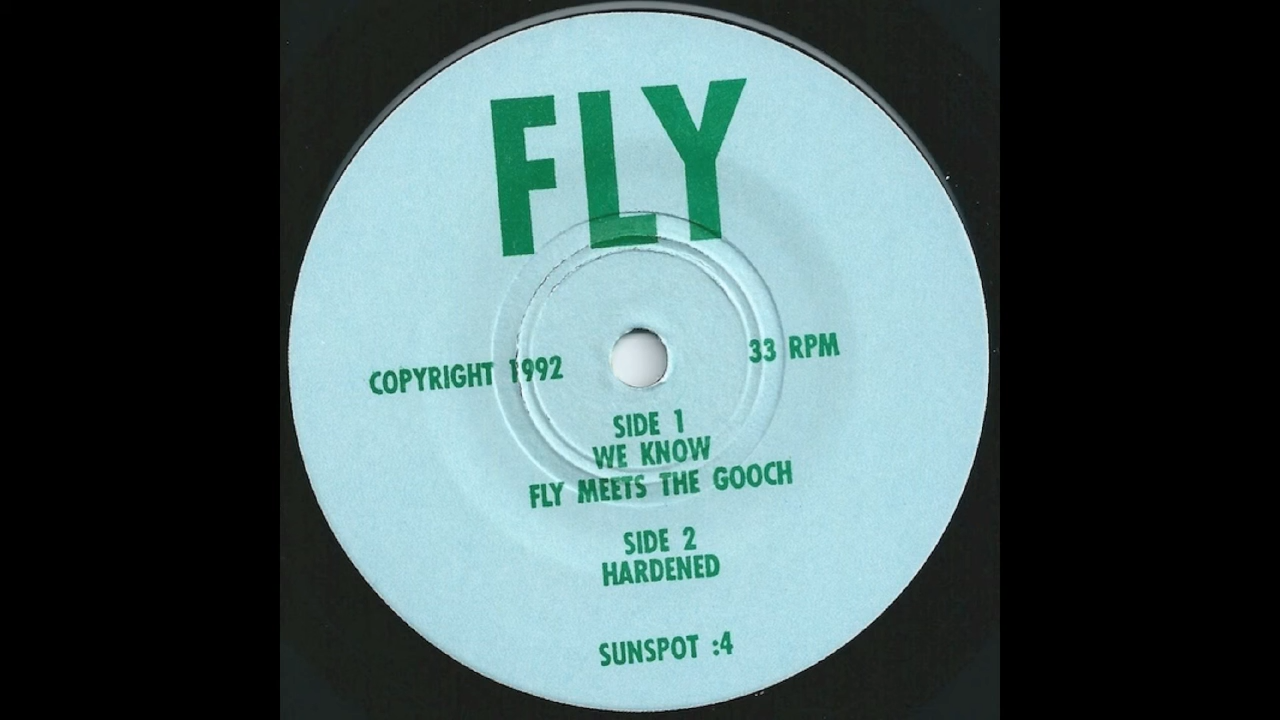 FLY
COPYRIGHT 1992
33 RPM
SIDE 1
WE KNOW
FLY MEETS THE GOOCH
SIDE 2
HARDENED
SUNSPOT :4